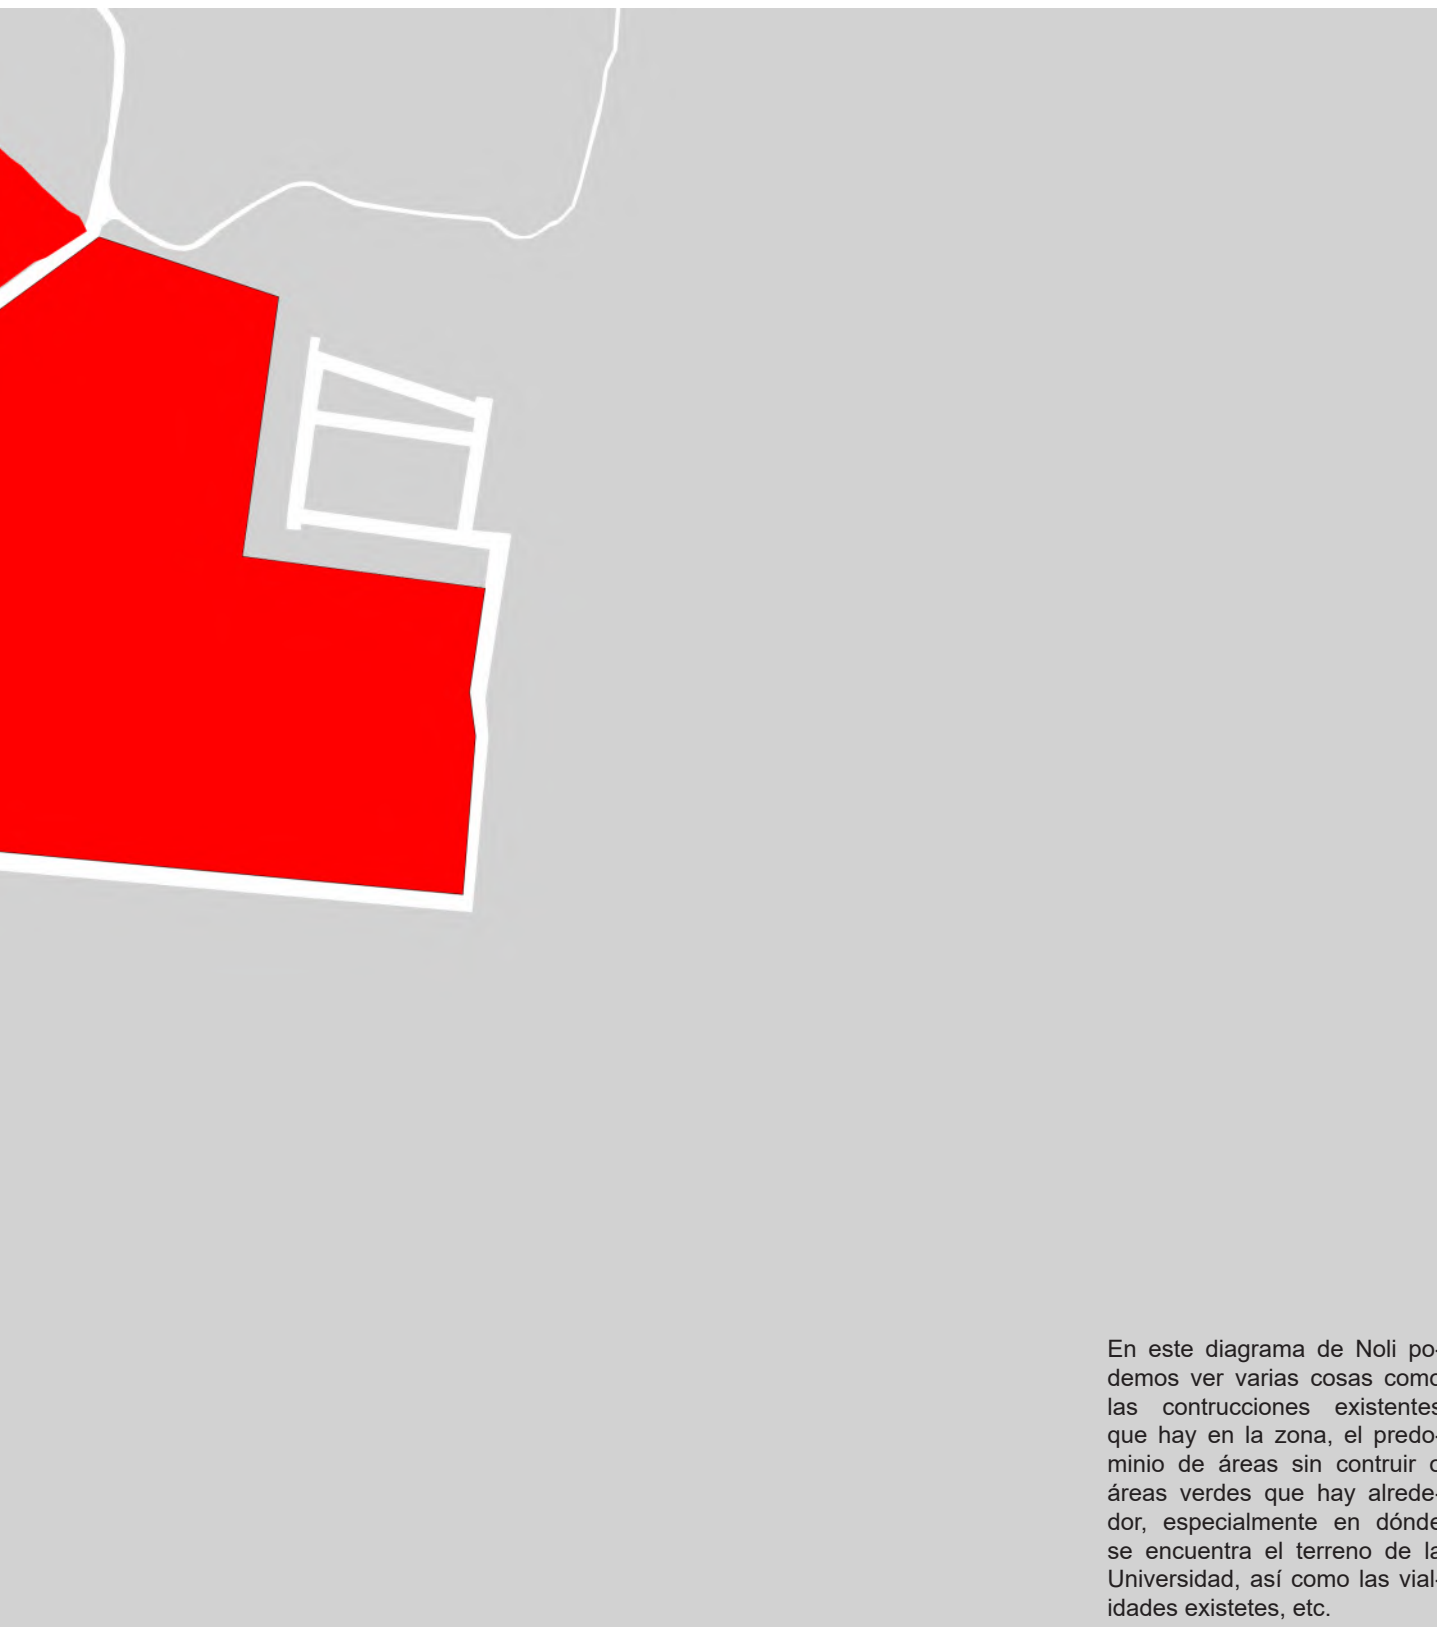 En este diagrama de Noli po-
demos ver varias cosas como
las contrucciones existentes
que hay en la zona, el predo-
minio de áreas sin contruir o
áreas verdes que hay alrede-
dor, especialmente en dónde
se encuentra el terreno de la
Universidad, así como las vial-
idades existetes, etc.